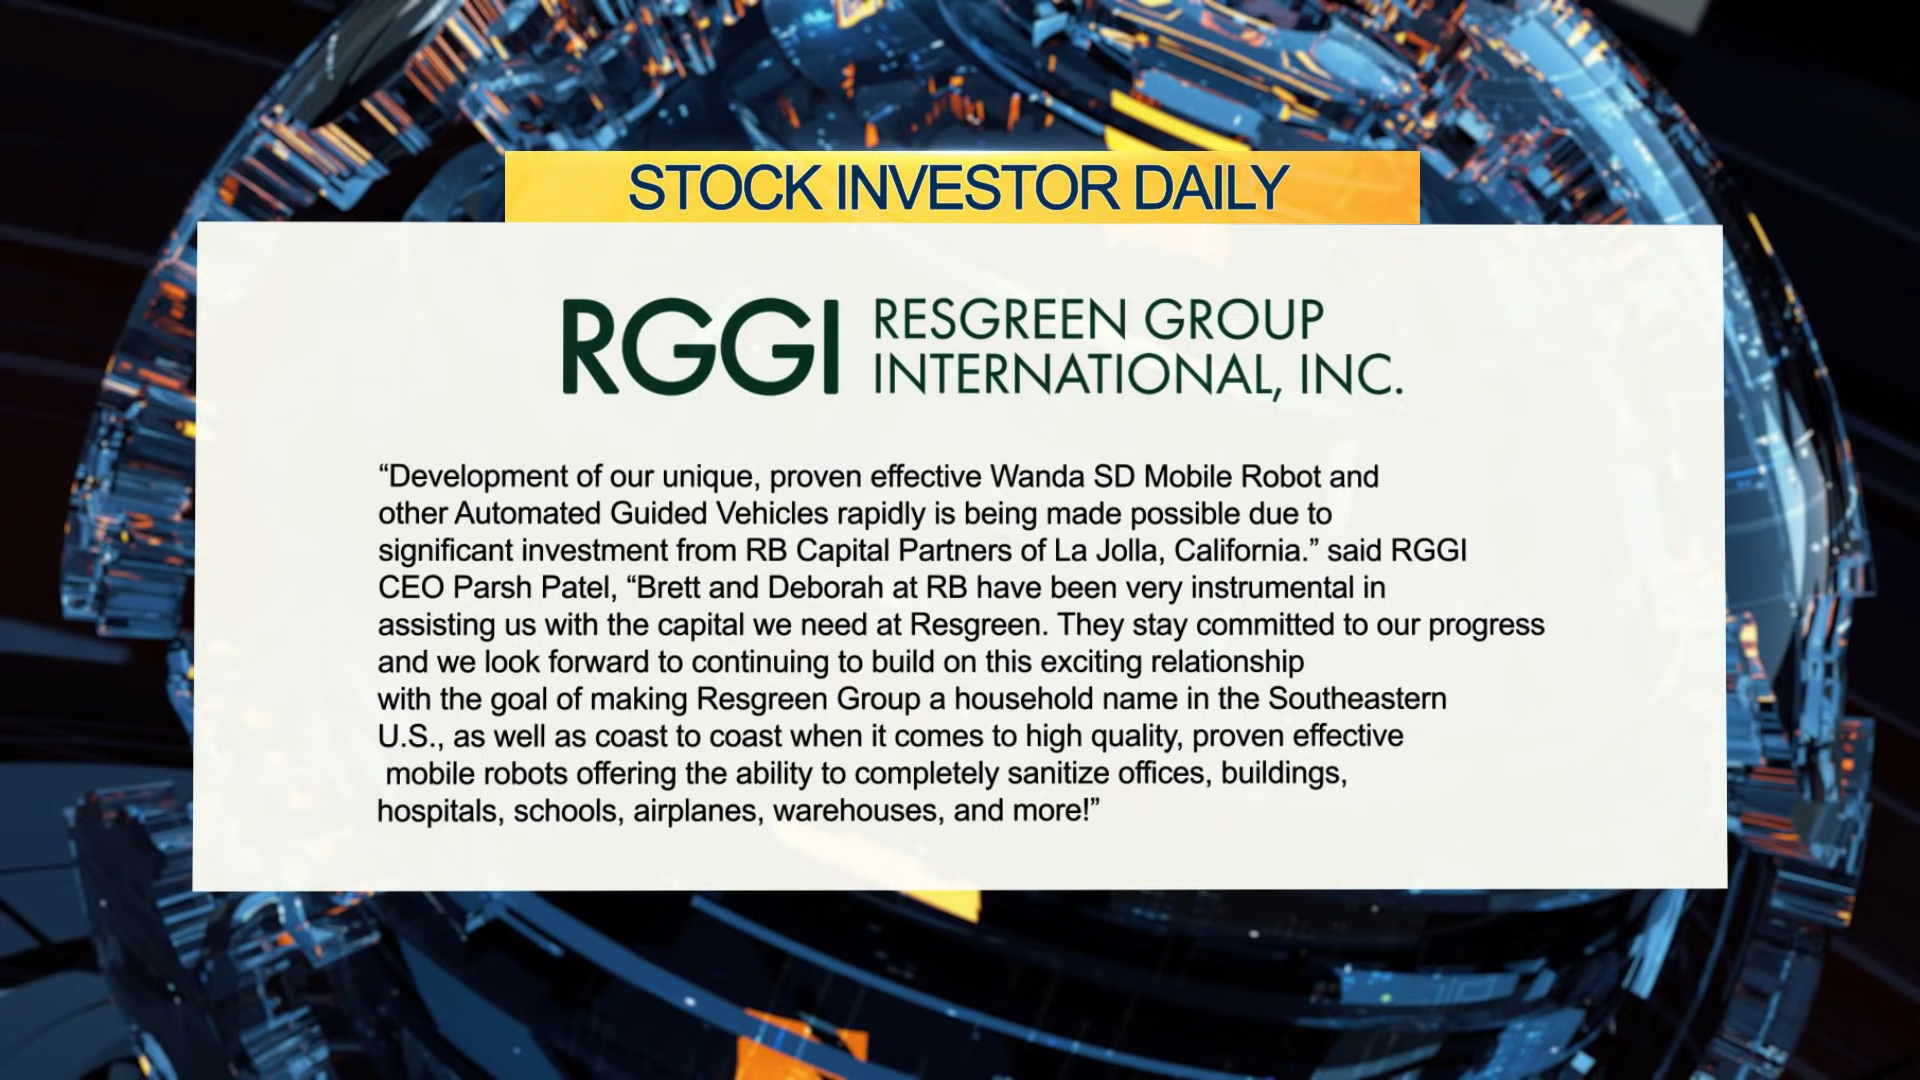 STOCK INVESTOR DAILY
RGGI
RESGREEN GROUP
INTERNATIONAL, INC.
“Development of our unique, proven effective Wanda SD Mobile Robot and
other Automated Guided Vehicles rapidly is being made possible due to
significant investment from RB Capital Partners of La Jolla, California.” said RGGI
CEO Parsh Patel, “Brett and Deborah at RB have been very instrumental in
assisting us with the capital we need at Resgreen. They stay committed to our progress
and we look forward to continuing to build on this exciting relationship
with the goal of making Resgreen Group a household name in the Southeastern
U.S., as well as coast to coast when it comes to high quality, proven effective
mobile robots offering the ability to completely sanitize offices, buildings,
hospitals, schools, airplanes, warehouses, and more!”